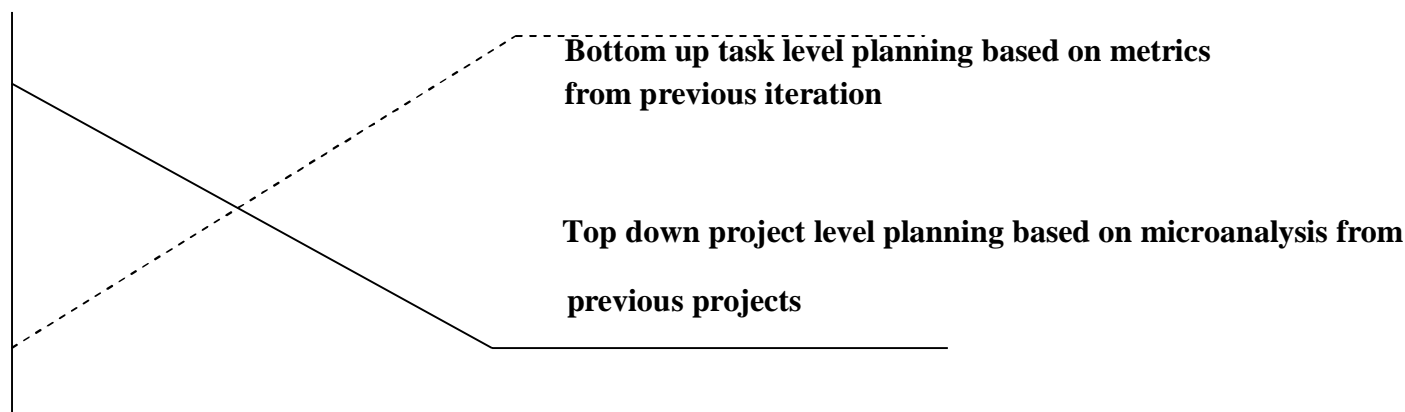 Bottom up task level planning based on metrics
from previous iteration
Top down project level planning based on microanalysis from
previous projects